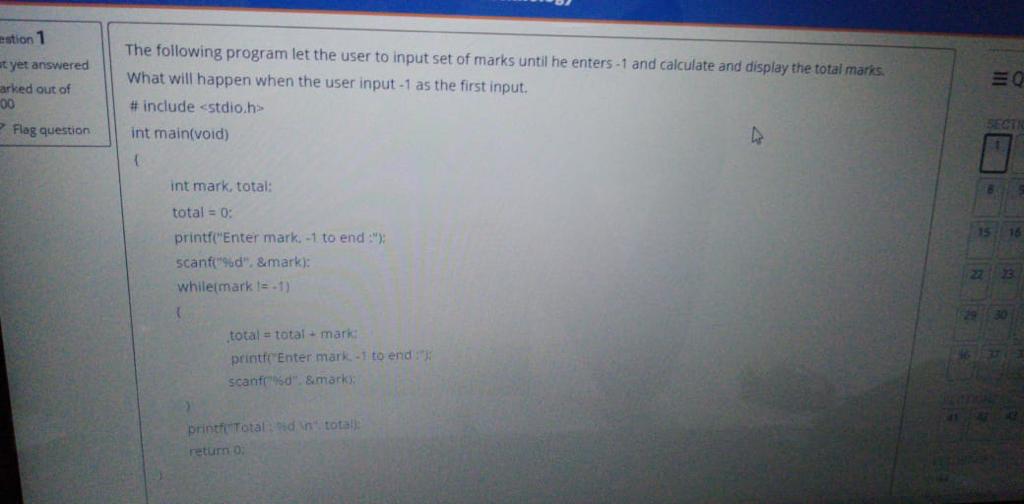 estion 1
t yet answered
arked out of
00
Flag question
The following program let the user to input set of marks until he enters -1 and calculate and display the total marks.
What will happen when the user input -1 as the first input.
# include <stdio.h>
int main(void)
{
int mark, total;
total = 0;
printf("Enter mark, -1 to end :");
scanf("%d", &mark);
while(mark != -1)
{
total = total + mark;
printf("Enter mark, -1 to end :");
scanf("%d", &mark);
}
printf("Total : %d \n", total);
return 0;
}
SECTI
1
8
15 16
22 23
29 30
36 37
41 42